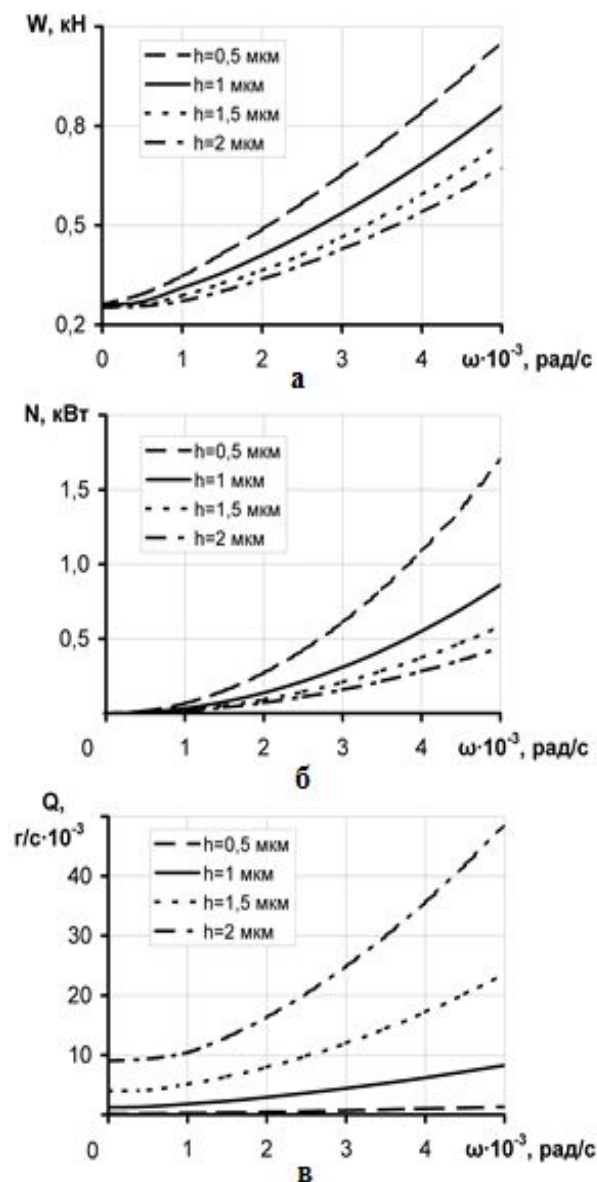 W, кН
h=0,5 мкм
h=1 мкм
h=1,5 мкм
h=2 мкм
0,8
0,5
0,2
0 1 2 3 4 ω·10⁻³, рад/с
а
N, кВт
h=0,5 мкм
h=1 мкм
h=1,5 мкм
h=2 мкм
1,5
1,0
0,5
0 1 2 3 4 ω·10⁻³, рад/с
б
Q,
г/с·10⁻³
h=0,5 мкм
h=1 мкм
h=1,5 мкм
h=2 мкм
40
30
20
10
0 1 2 3 4 ω·10⁻³, рад/с
в